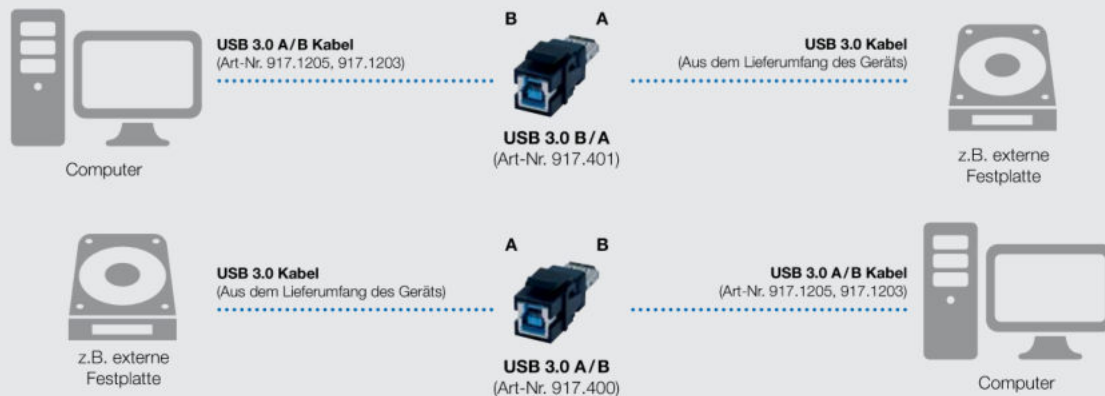 B A
USB 3.0 A/B Kabel
(Art-Nr. 917.1205, 917.1203)
USB 3.0 Kabel
(Aus dem Lieferumfang des Geräts)
USB 3.0 B/A
(Art-Nr. 917.401)
Computer
z.B. externe
Festplatte
A B
USB 3.0 Kabel
(Aus dem Lieferumfang des Geräts)
USB 3.0 A/B Kabel
(Art-Nr. 917.1205, 917.1203)
z.B. externe
Festplatte
USB 3.0 A/B
(Art-Nr. 917.400)
Computer